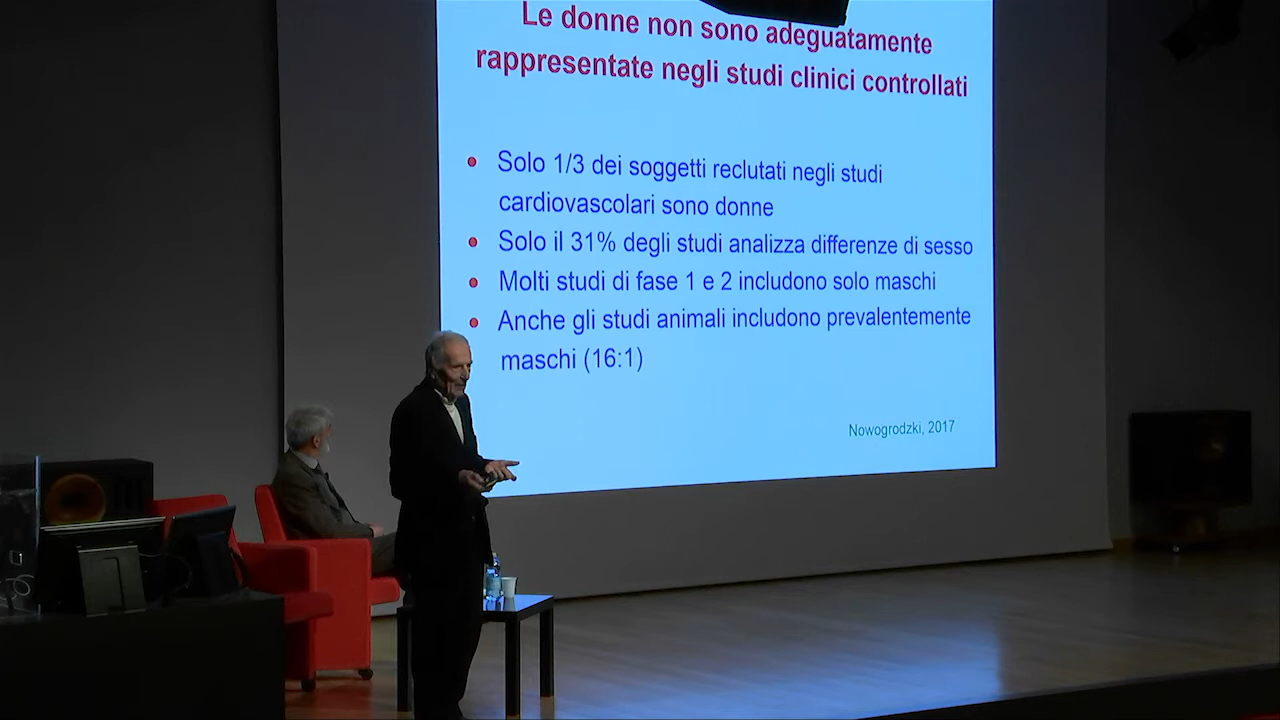 Le donne non sono adeguatamente
rappresentate negli studi clinici controllati
• Solo 1/3 dei soggetti reclutati negli studi
cardiovascolari sono donne
• Solo il 31% degli studi analizza differenze di sesso
• Molti studi di fase 1 e 2 includono solo maschi
• Anche gli studi animali includono prevalentemente
maschi (16:1)
Nowogrodzki, 2017